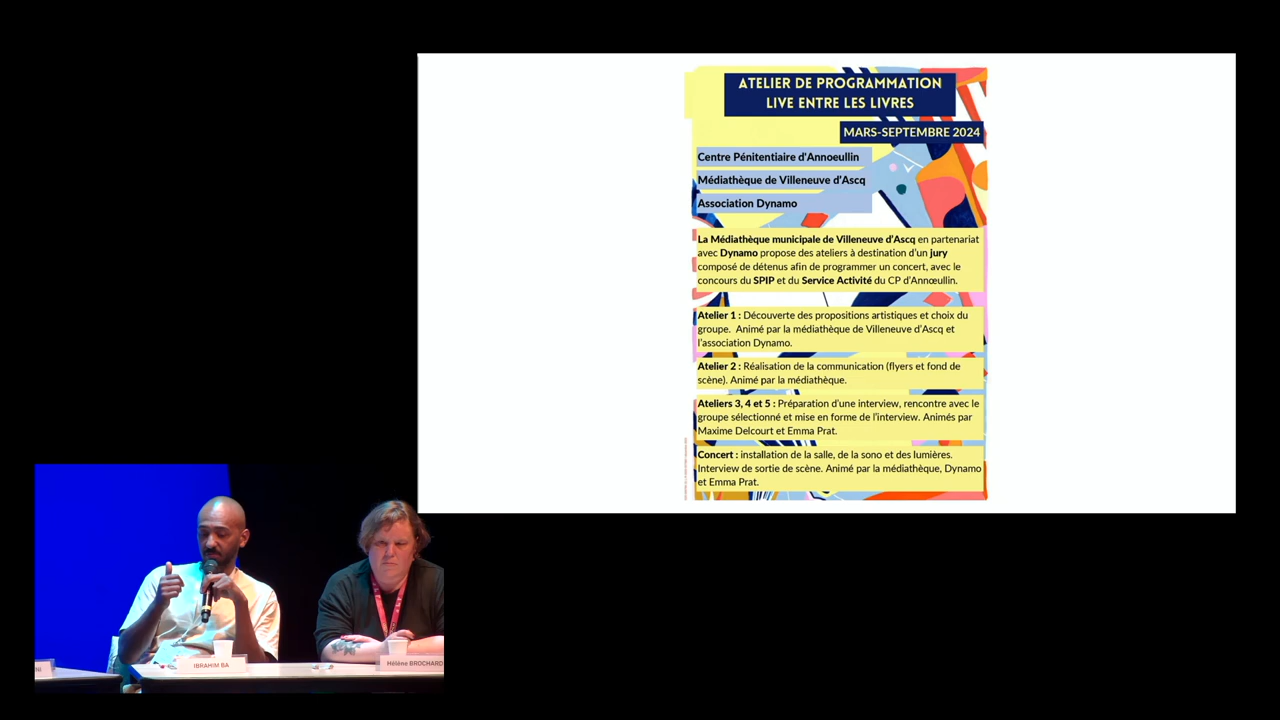 ATELIER DE PROGRAMMATION
LIVE ENTRE LES LIVRES
MARS-SEPTEMBRE 2024
Centre Pénitentiaire d'Annoeullin
Médiathèque de Villeneuve d'Ascq
Association Dynamo
La Médiathèque municipale de Villeneuve d'Ascq en partenariat
avec Dynamo propose des ateliers à destination d'un jury
composé de détenus afin de programmer un concert, avec le
concours du SPIP et du Service Activité du CP d'Annœullin.
Atelier 1 : Découverte des propositions artistiques et choix du
groupe. Animé par la médiathèque de Villeneuve d'Ascq et
l'association Dynamo.
Atelier 2 : Réalisation de la communication (flyers et fond de
scène). Animé par la médiathèque.
Ateliers 3, 4 et 5 : Préparation d'une interview, rencontre avec le
groupe sélectionné et mise en forme de l'interview. Animés par
Maxime Delcourt et Emma Prat.
Concert : installation de la salle, de la sono et des lumières.
Interview de sortie de scène. Animé par la médiathèque, Dynamo
et Emma Prat.
IBRAHIM BA
Hélène BROCHARD